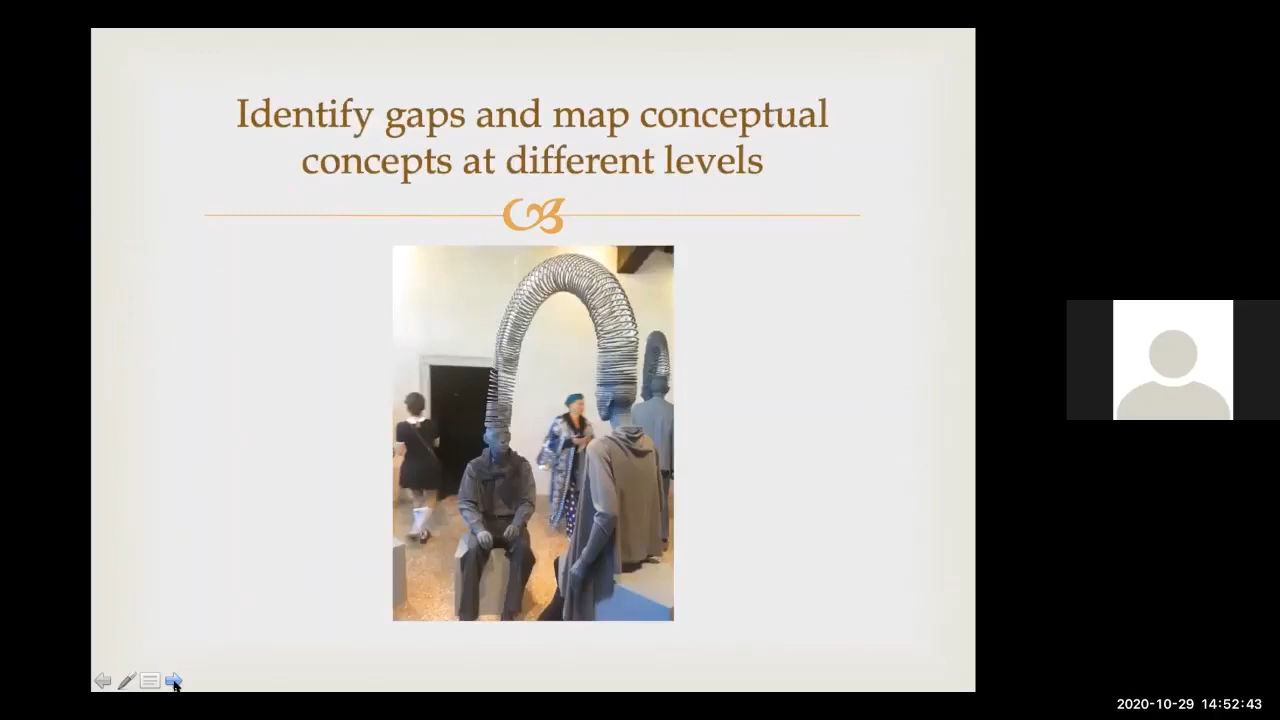 Identify gaps and map conceptual
concepts at different levels
2020-10-29 14:52:43